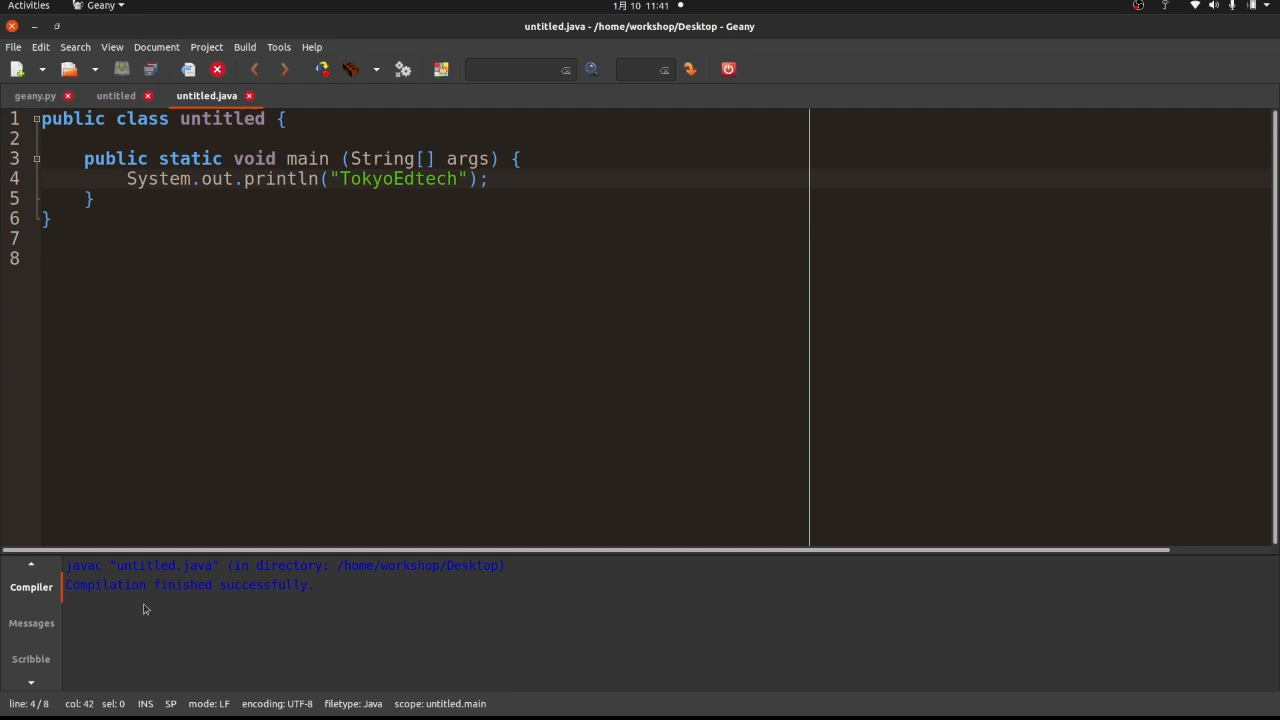 Activities Geany 1月 10 11:41
untitled.java - /home/workshop/Desktop - Geany
File Edit Search View Document Project Build Tools Help
geany.py untitled untitled.java
1 public class untitled {
2
3 public static void main (String[] args) {
4 System.out.println("TokyoEdtech");
5 }
6 }
7
8
javac "untitled.java" (in directory: /home/workshop/Desktop)
Compilation finished successfully.
Compiler
Messages
Scribble
line: 4 / 8 col: 42 sel: 0 INS SP mode: LF encoding: UTF-8 filetype: Java scope: untitled.main